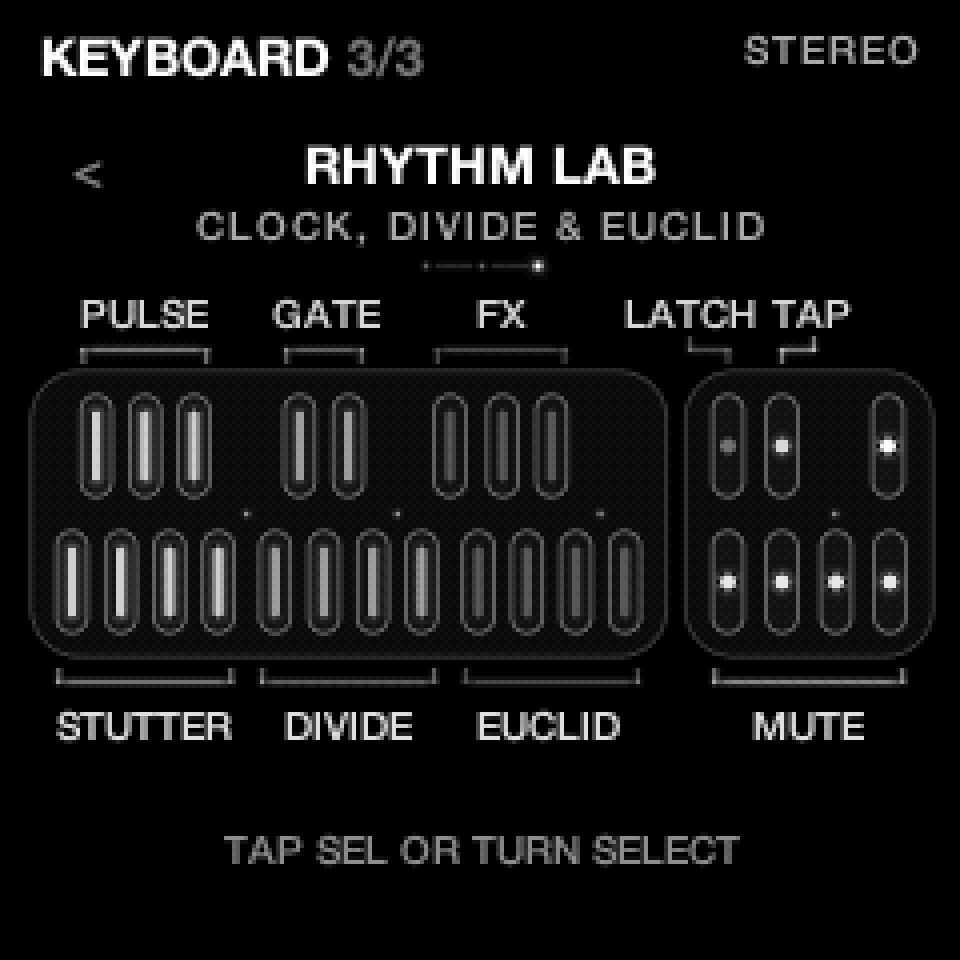 KEYBOARD 3/3 STEREO
< RHYTHM LAB
CLOCK, DIVIDE & EUCLID
PULSE GATE FX LATCH TAP
STUTTER DIVIDE EUCLID MUTE
TAP SEL OR TURN SELECT